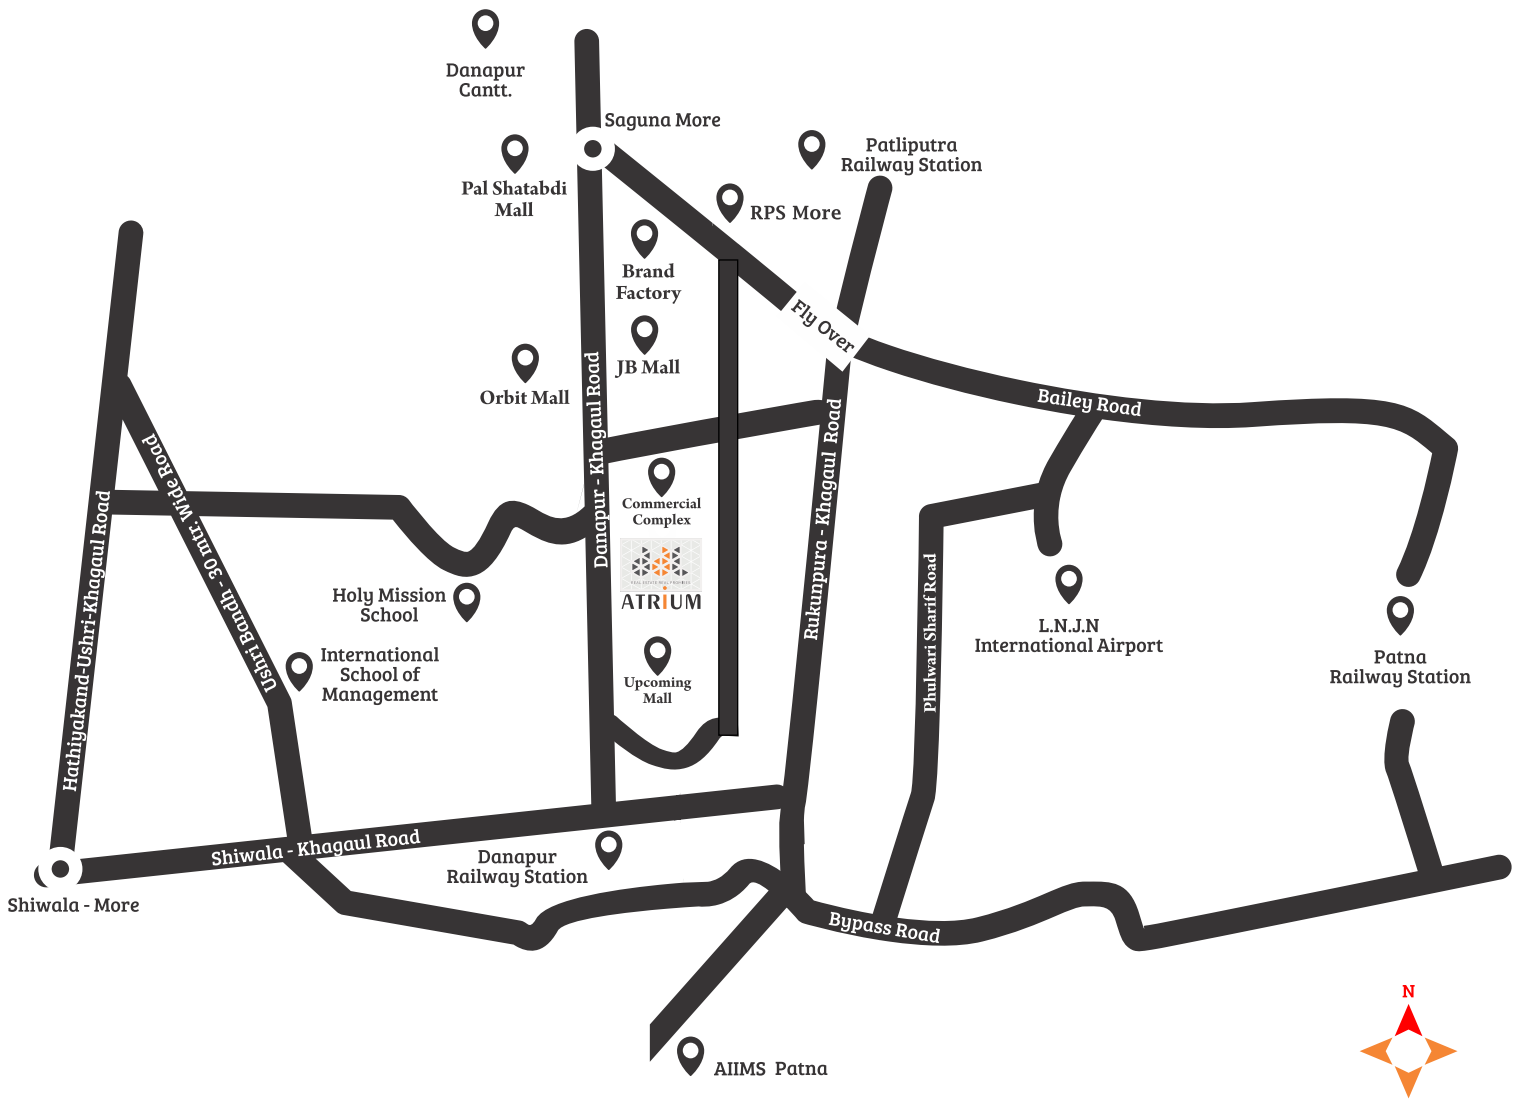 Danapur
Cantt.
Saguna More
Patliputra
Railway Station
Pal Shatabdi
Mall
RPS More
Brand
Factory
Fly Over
JB Mall
Orbit Mall
Bailey Road
Danapur - Khagaul Road
Rukunpura - Khagaul Road
Ushri Bandh - 30 mtr. Wide Road
Hathiyakand-Ushri-Khagaul Road
Commercial
Complex
ATRIUM
Phulwari Sharif Road
Holy Mission
School
L.N.J.N
International Airport
International
School of
Management
Patna
Railway Station
Upcoming
Mall
Shiwala - Khagaul Road
Danapur
Railway Station
Shiwala - More
Bypass Road
N
AIIMS Patna